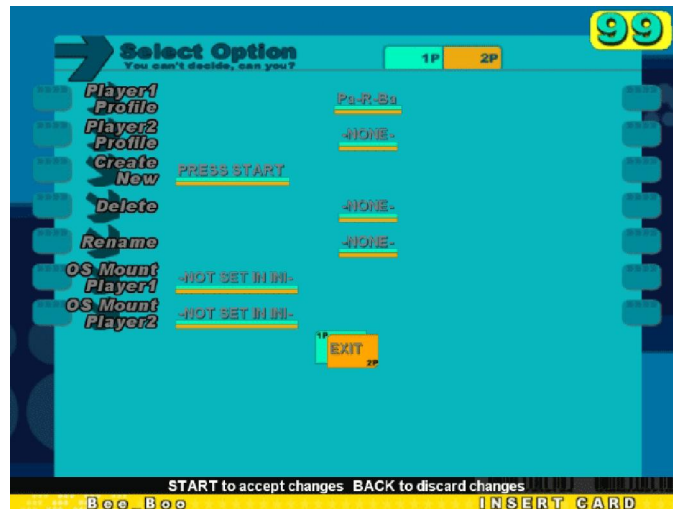 99
Select Option
You can't decide, can you?
1P 2P
Player1 Profile Pa-R-Ba
Player2 Profile -NONE-
Create New PRESS START
Delete -NONE-
Rename -NONE-
OS Mount Player1 -NOT SET IN INI-
OS Mount Player2 -NOT SET IN INI-
1P
EXIT
2P
START to accept changes BACK to discard changes
Bee_Boo INSERT CARD